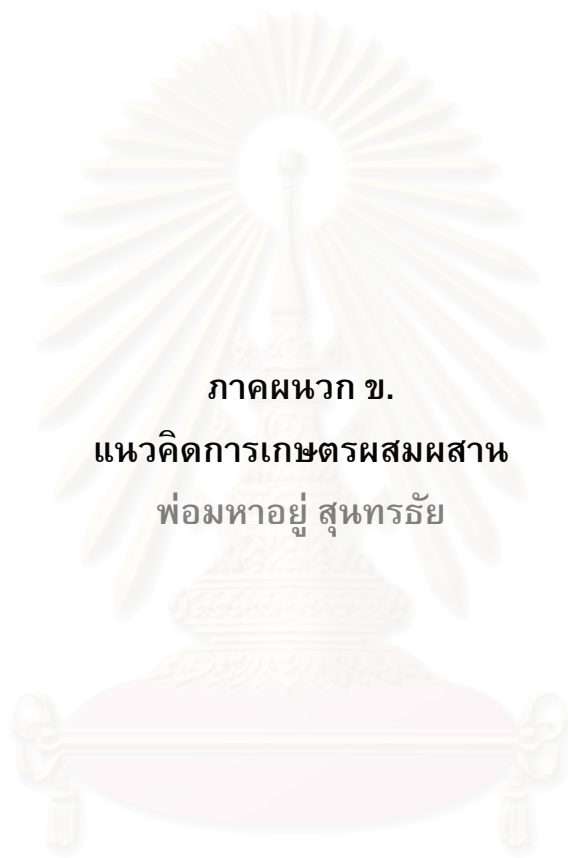 ภาคผนวก ข.
แนวคิดการเกษตรผสมผสาน
พ่อมหาอยู่ สุนทรธัย